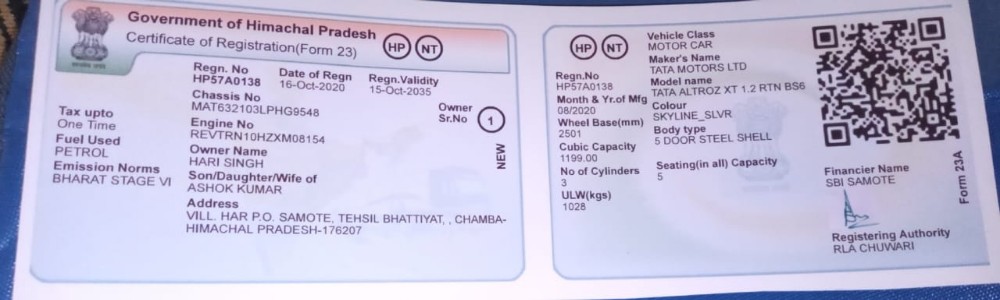 Government of Himachal Pradesh
Certificate of Registration(Form 23)
HP NT
Regn. No
HP57A0138
Date of Regn
16-Oct-2020
Regn.Validity
15-Oct-2035
Chassis No
MAT632103LPHG9548
Owner
Sr.No
1
NEW
Tax upto
One Time
Engine No
REVTRN10HZXM08154
Fuel Used
PETROL
Owner Name
HARI SINGH
Emission Norms
BHARAT STAGE VI
Son/Daughter/Wife of
ASHOK KUMAR
Address
VILL. HAR P.O. SAMOTE, TEHSIL BHATTIYAT, , CHAMBA-
HIMACHAL PRADESH-176207
HP NT
Vehicle Class
MOTOR CAR
Maker's Name
TATA MOTORS LTD
Regn.No
HP57A0138
Model name
TATA ALTROZ XT 1.2 RTN BS6
Month & Yr.of Mfg
08/2020
Colour
SKYLINE_SLVR
Wheel Base(mm)
2501
Body type
5 DOOR STEEL SHELL
Cubic Capacity
1199.00
No of Cylinders
3
Seating(in all) Capacity
5
ULW(kgs)
1028
Financier Name
SBI SAMOTE
Registering Authority
RLA CHUWARI
Form 23A